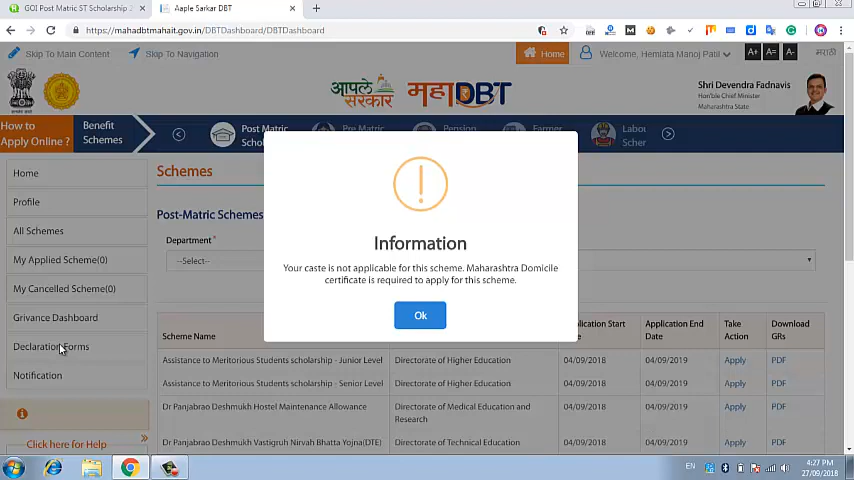 GOI Post Matric ST Scholarship 2
Aaple Sarkar DBT
https://mahadbtmahait.gov.in/DBTDashboard/DBTDashboard
Skip To Main Content
Skip To Navigation
Home
Welcome, Hemlata Manoj Patil
A+ A= A-
मराठी
आपले
सरकार
महाDBT
Shri Devendra Fadnavis
Hon'ble Chief Minister
Maharashtra State
How to
Apply Online ?
Benefit
Schemes
Post Matric
Pre Matric
Pension
Farmer
Labou
Scher
Home
Profile
All Schemes
My Applied Scheme(0)
My Cancelled Scheme(0)
Grivance Dashboard
Declaration Forms
Notification
Click here for Help
Schemes
Post-Matric Schemes
Department *
--Select--
Information
Your caste is not applicable for this scheme. Maharashtra Domicile
certificate is required to apply for this scheme.
Ok
Scheme Name
Application Start
Date
Application End
Date
Take
Action
Download
GRs
Assistance to Meritorious Students scholarship - Junior Level Directorate of Higher Education 04/09/2018 04/09/2019 Apply PDF
Assistance to Meritorious Students scholarship - Senior Level Directorate of Higher Education 04/09/2018 04/09/2019 Apply PDF
Dr Panjabrao Deshmukh Hostel Maintenance Allowance Directorate of Medical Education and
Research 04/09/2018 04/09/2019 Apply PDF
Dr Panjabrao Deshmukh Vastigruh Nirvah Bhatta Yojna(DTE) Directorate of Technical Education 04/09/2018 04/09/2019 Apply PDF
EN
4:27 PM
27/09/2018